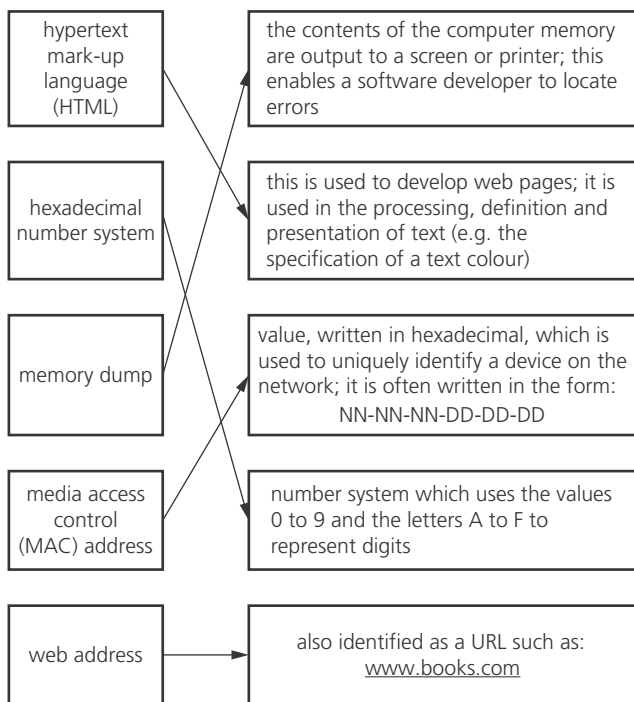 hypertext
mark-up
language
(HTML)
the contents of the computer memory
are output to a screen or printer; this
enables a software developer to locate
errors
hexadecimal
number system
this is used to develop web pages; it is
used in the processing, definition and
presentation of text (e.g. the
specification of a text colour)
memory dump
value, written in hexadecimal, which is
used to uniquely identify a device on the
network; it is often written in the form:
NN-NN-NN-DD-DD-DD
media access
control
(MAC) address
number system which uses the values
0 to 9 and the letters A to F to
represent digits
web address
also identified as a URL such as:
www.books.com